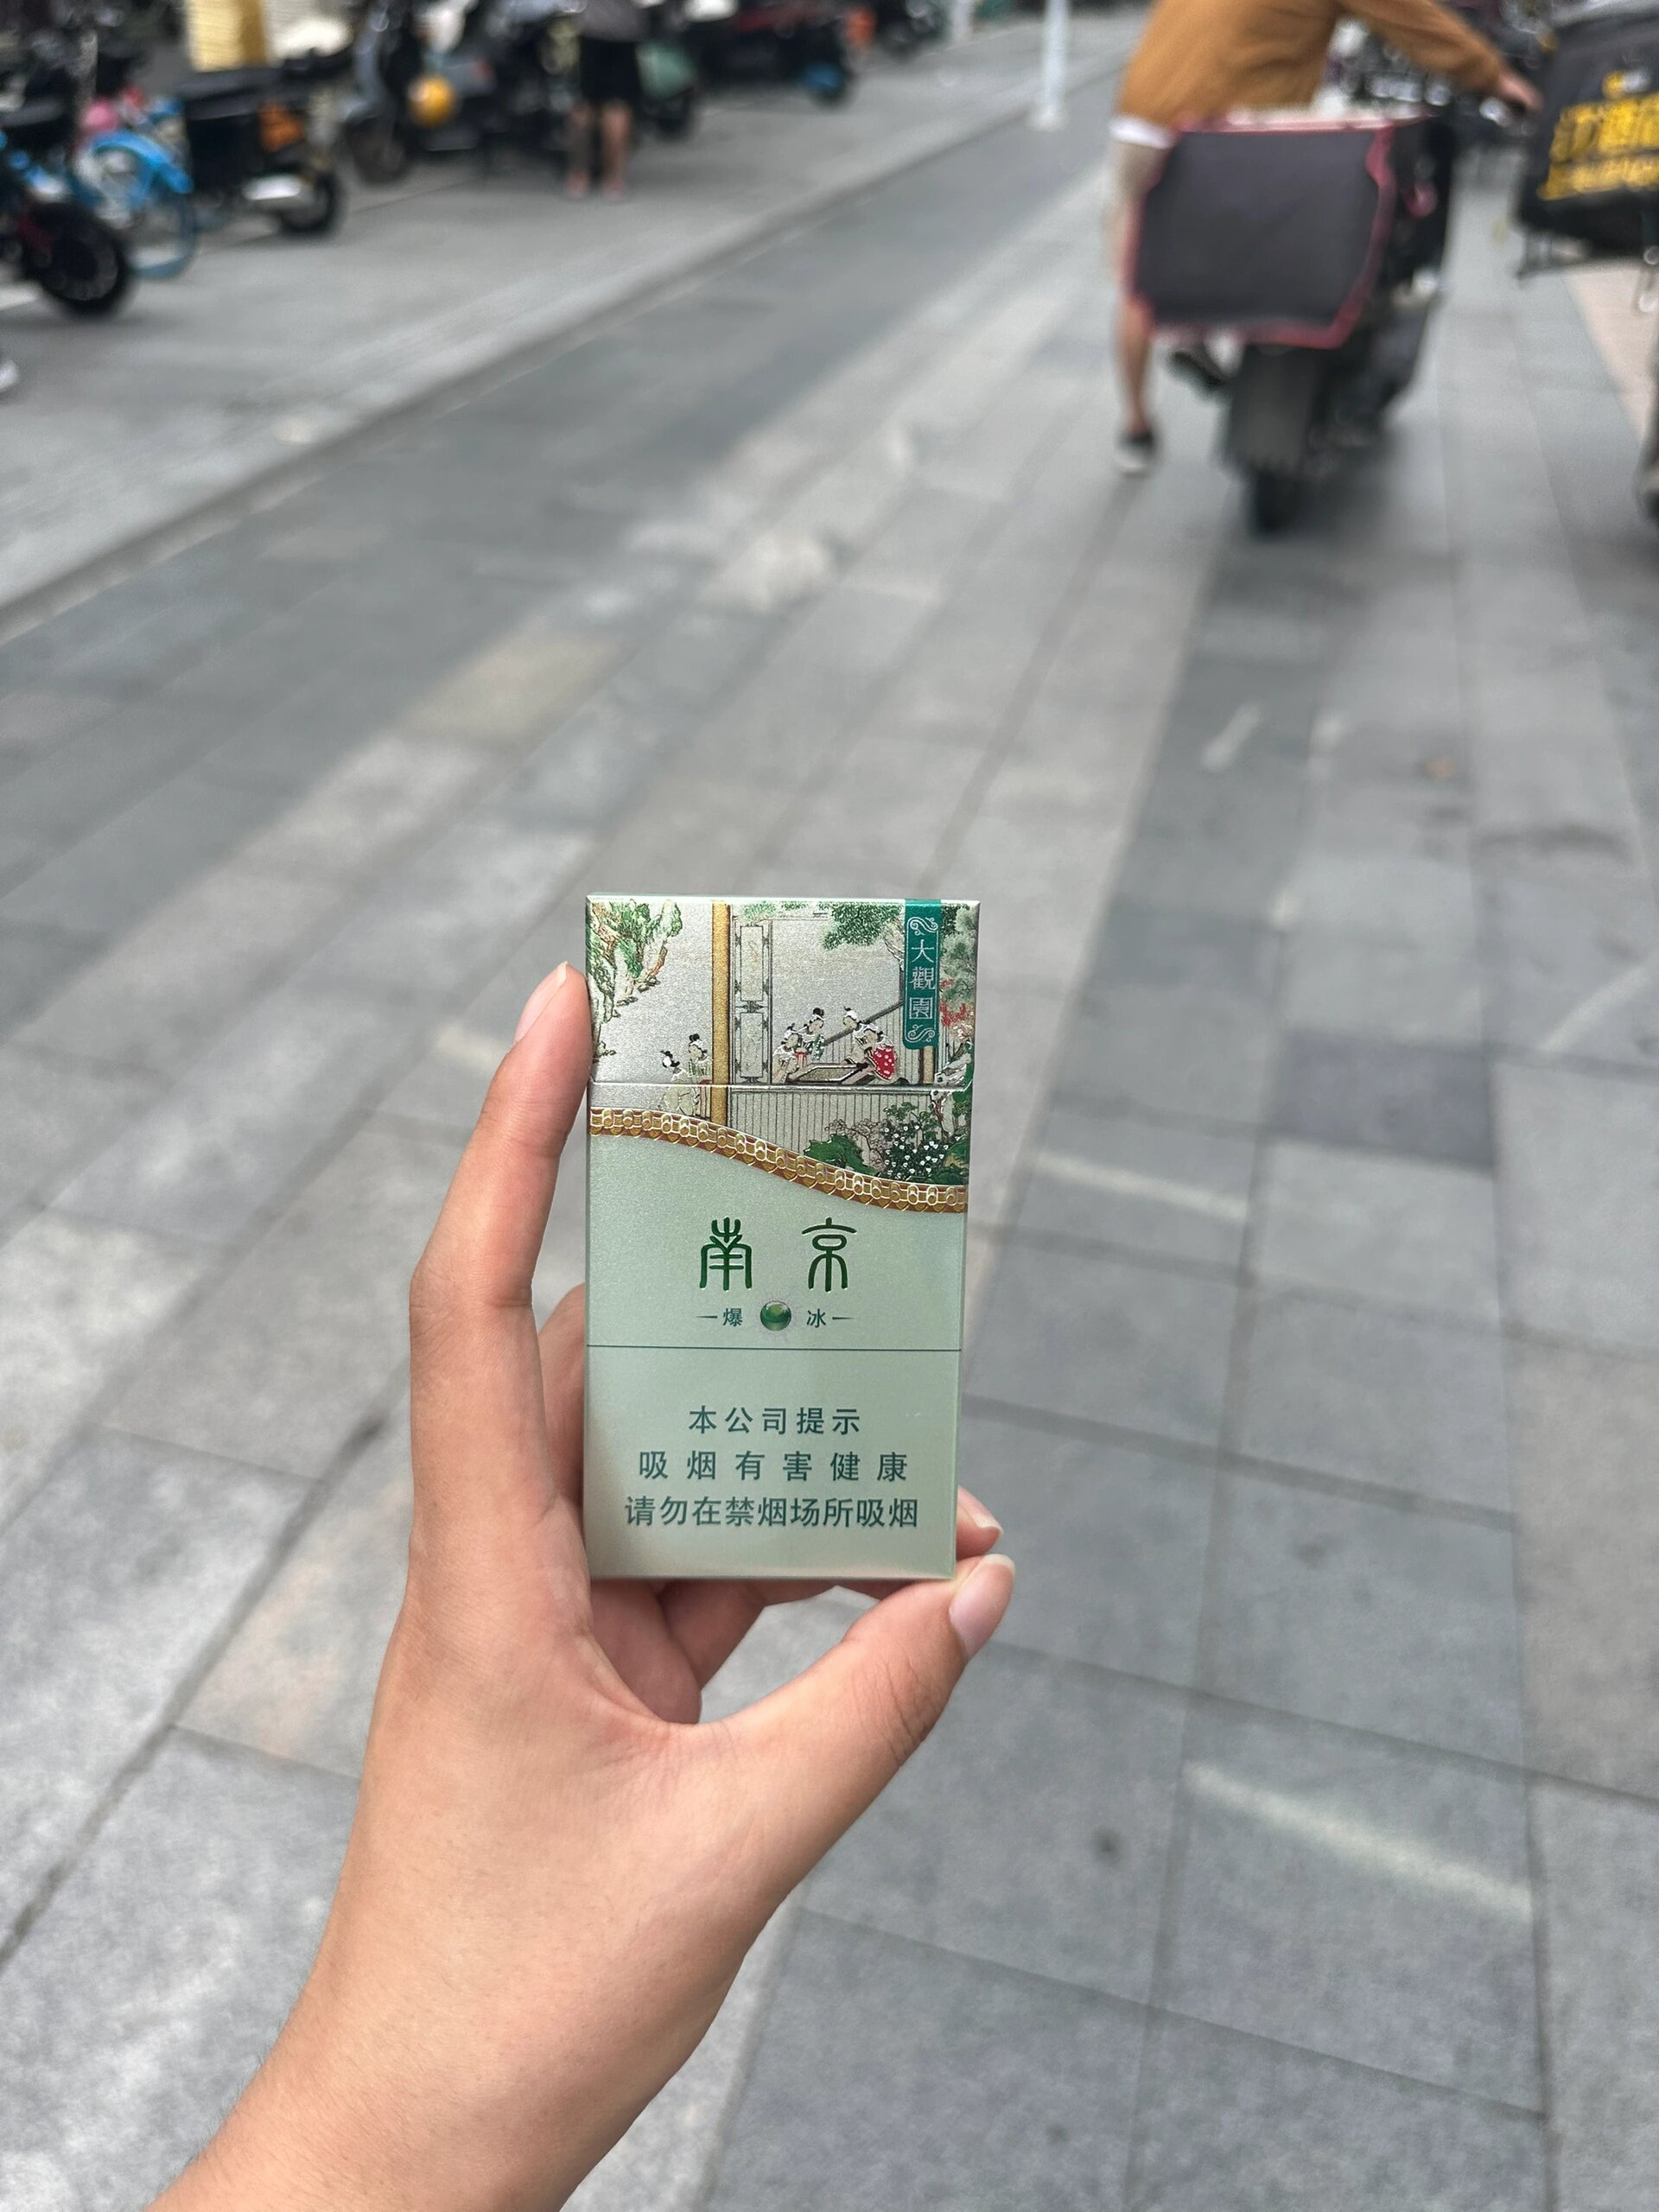 大觀園
南京
爆 冰
本公司提示
吸烟有害健康
请勿在禁烟场所吸烟